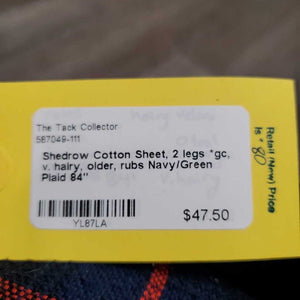 The Tack Collector
587049-111
Shedrow Cotton Sheet, 2 legs *gc,
v. hairy, older, rubs Navy/Green
Plaid 84"
$47.50
YL87LA
Retail (New) Price
Is $80